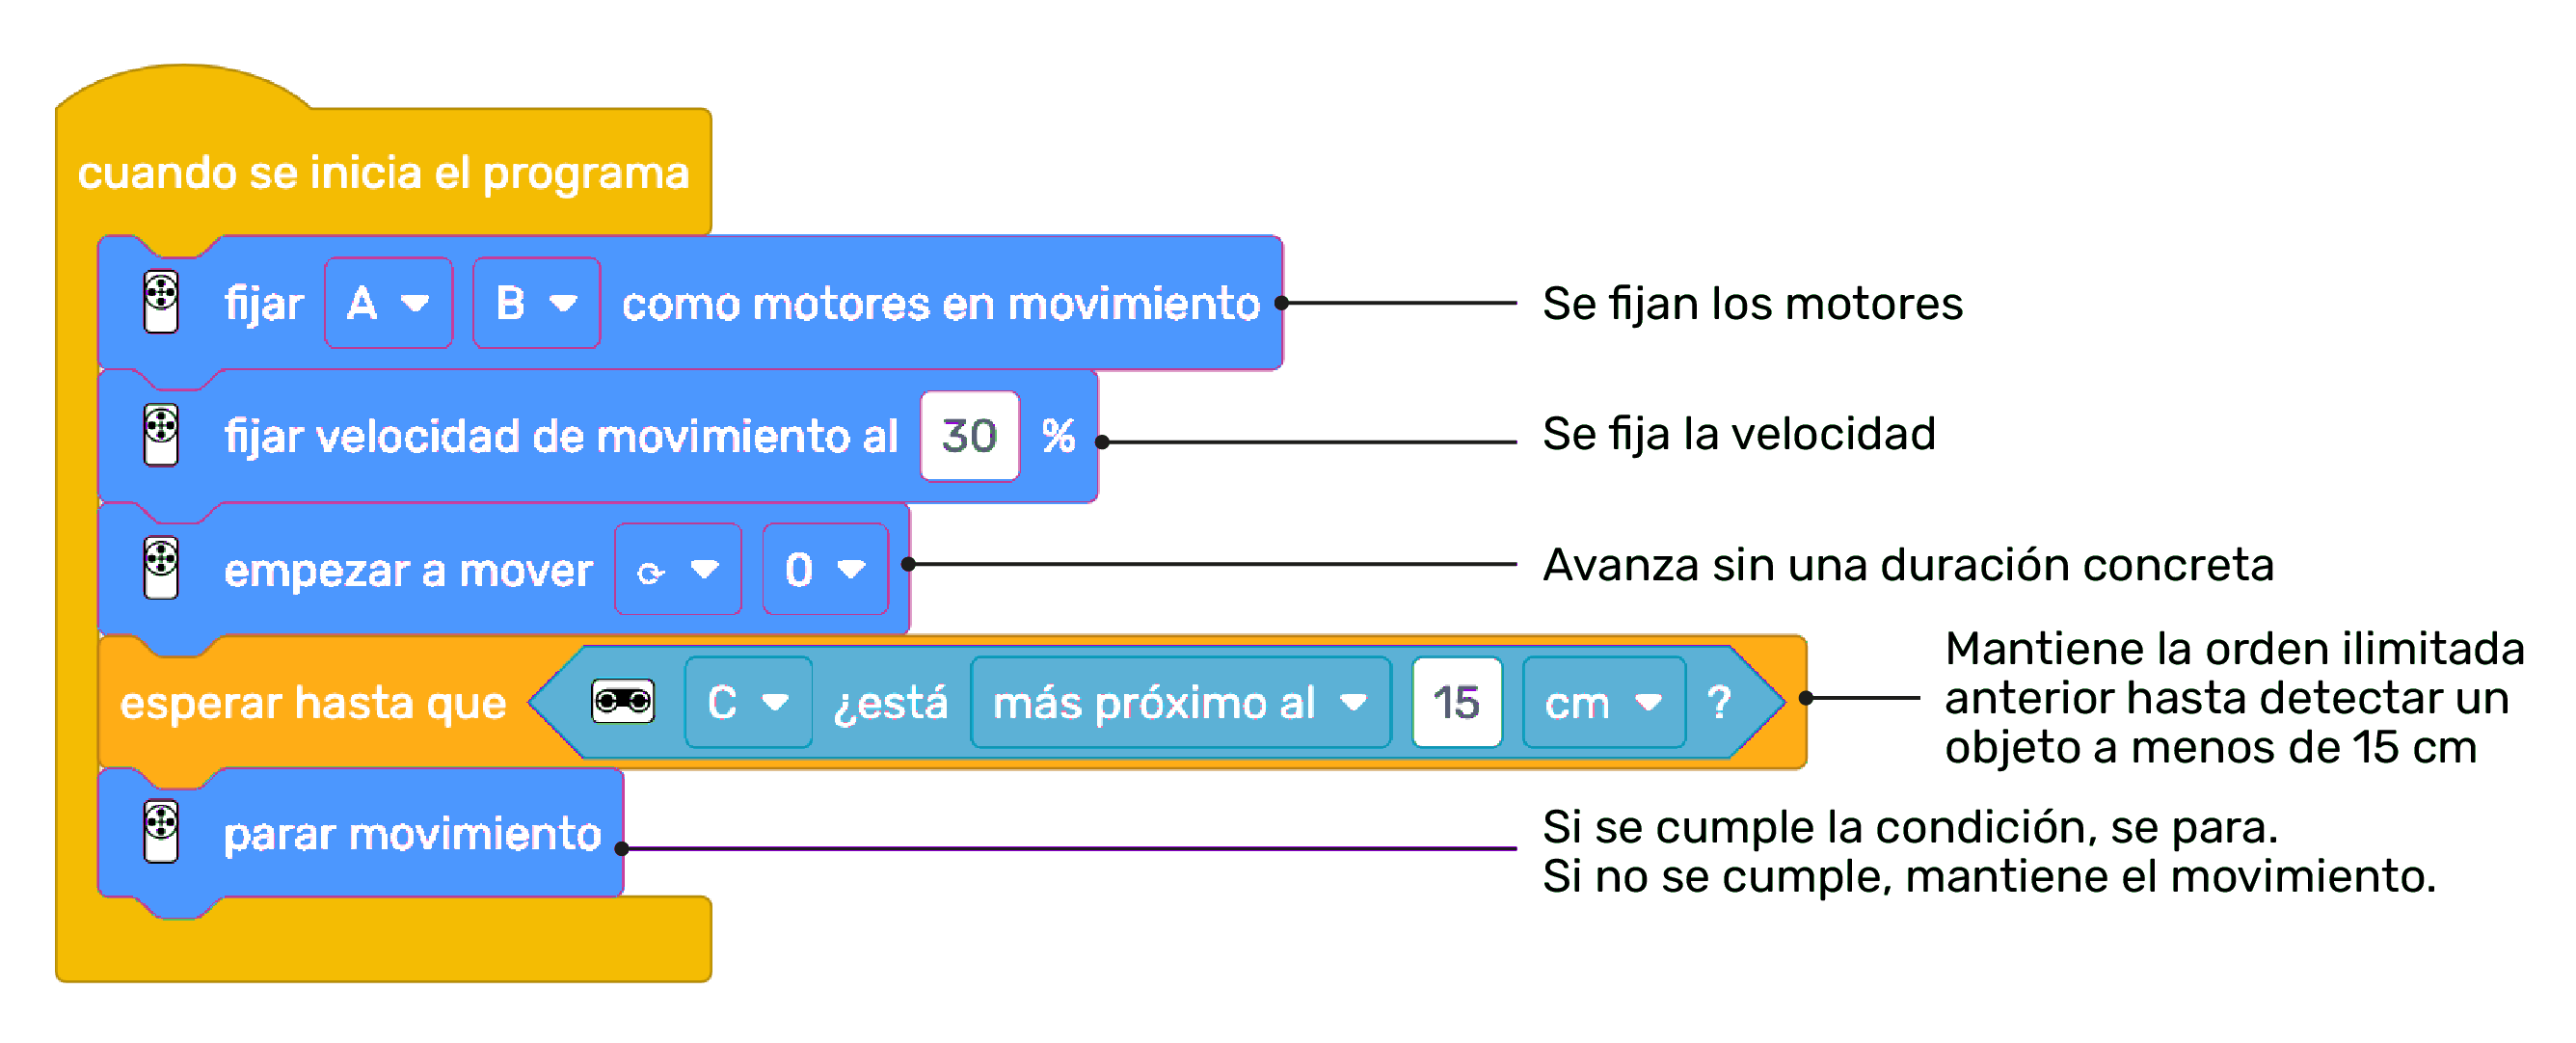 cuando se inicia el programa
fijar A B como motores en movimiento
Se fijan los motores
fijar velocidad de movimiento al 30 %
Se fija la velocidad
empezar a mover 0
Avanza sin una duración concreta
esperar hasta que C ¿está más próximo al 15 cm ?
Mantiene la orden ilimitada
anterior hasta detectar un
objeto a menos de 15 cm
parar movimiento
Si se cumple la condición, se para.
Si no se cumple, mantiene el movimiento.